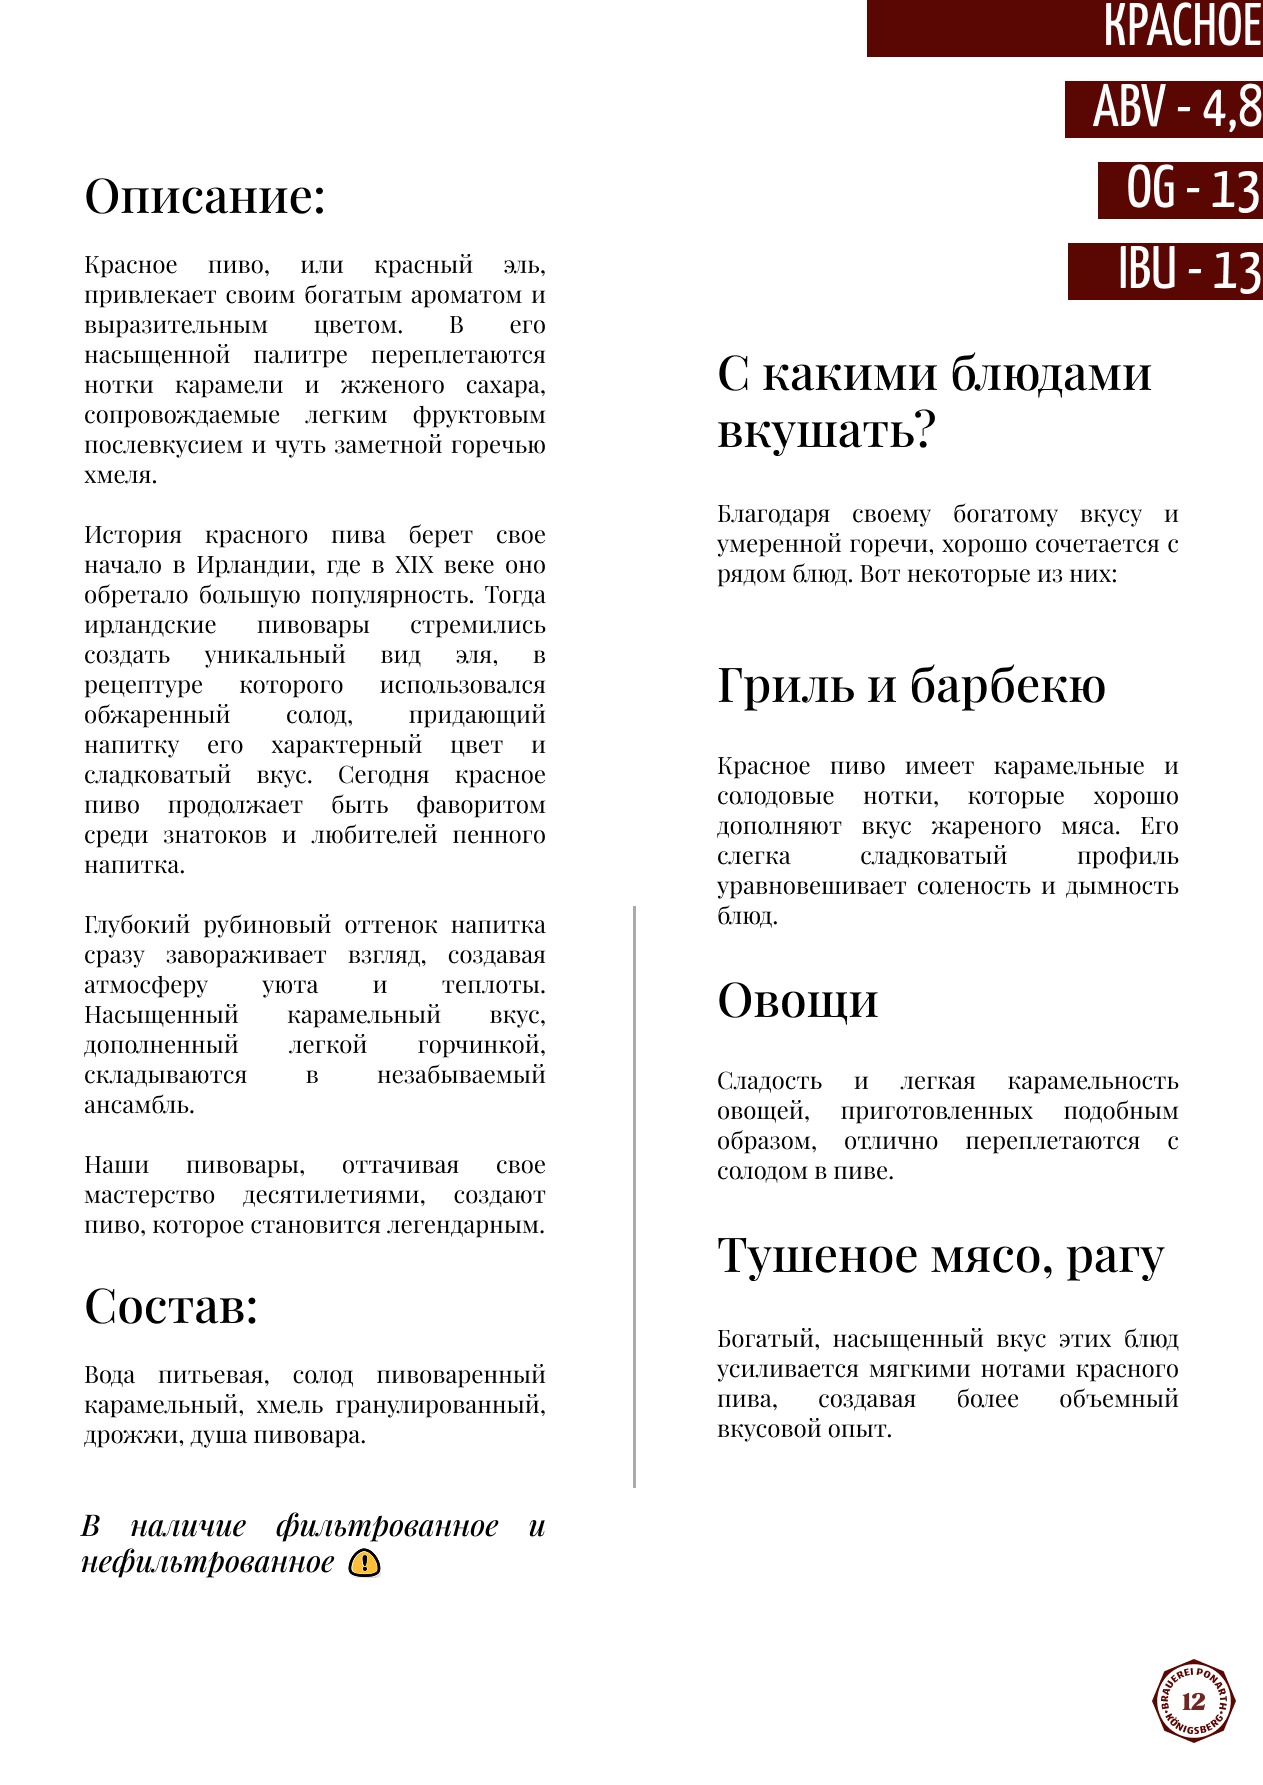 КРАСНОЕ
ABV - 4,8
OG - 13
IBU - 13
Описание:
Красное пиво, или красный эль,
привлекает своим богатым ароматом и
выразительным цветом. В его
насыщенной палитре переплетаются
нотки карамели и жженого сахара,
сопровождаемые легким фруктовым
послевкусием и чуть заметной горечью
хмеля.
История красного пива берет свое
начало в Ирландии, где в XIX веке оно
обретало большую популярность. Тогда
ирландские пивовары стремились
создать уникальный вид эля, в
рецептуре которого использовался
обжаренный солод, придающий
напитку его характерный цвет и
сладковатый вкус. Сегодня красное
пиво продолжает быть фаворитом
среди знатоков и любителей пенного
напитка.
Глубокий рубиновый оттенок напитка
сразу завораживает взгляд, создавая
атмосферу уюта и теплоты.
Насыщенный карамельный вкус,
дополненный легкой горчинкой,
складываются в незабываемый
ансамбль.
Наши пивовары, оттачивая свое
мастерство десятилетиями, создают
пиво, которое становится легендарным.
Состав:
Вода питьевая, солод пивоваренный
карамельный, хмель гранулированный,
дрожжи, душа пивовара.
В наличие фильтрованное и
нефильтрованное
С какими блюдами
вкушать?
Благодаря своему богатому вкусу и
умеренной горечи, хорошо сочетается с
рядом блюд. Вот некоторые из них:
Гриль и барбекю
Красное пиво имеет карамельные и
солодовые нотки, которые хорошо
дополняют вкус жареного мяса. Его
слегка сладковатый профиль
уравновешивает соленость и дымность
блюд.
Овощи
Сладость и легкая карамельность
овощей, приготовленных подобным
образом, отлично переплетаются с
солодом в пиве.
Тушеное мясо, рагу
Богатый, насыщенный вкус этих блюд
усиливается мягкими нотами красного
пива, создавая более объемный
вкусовой опыт.
BRAUEREI PONARTH
12
KÖNIGSBERG